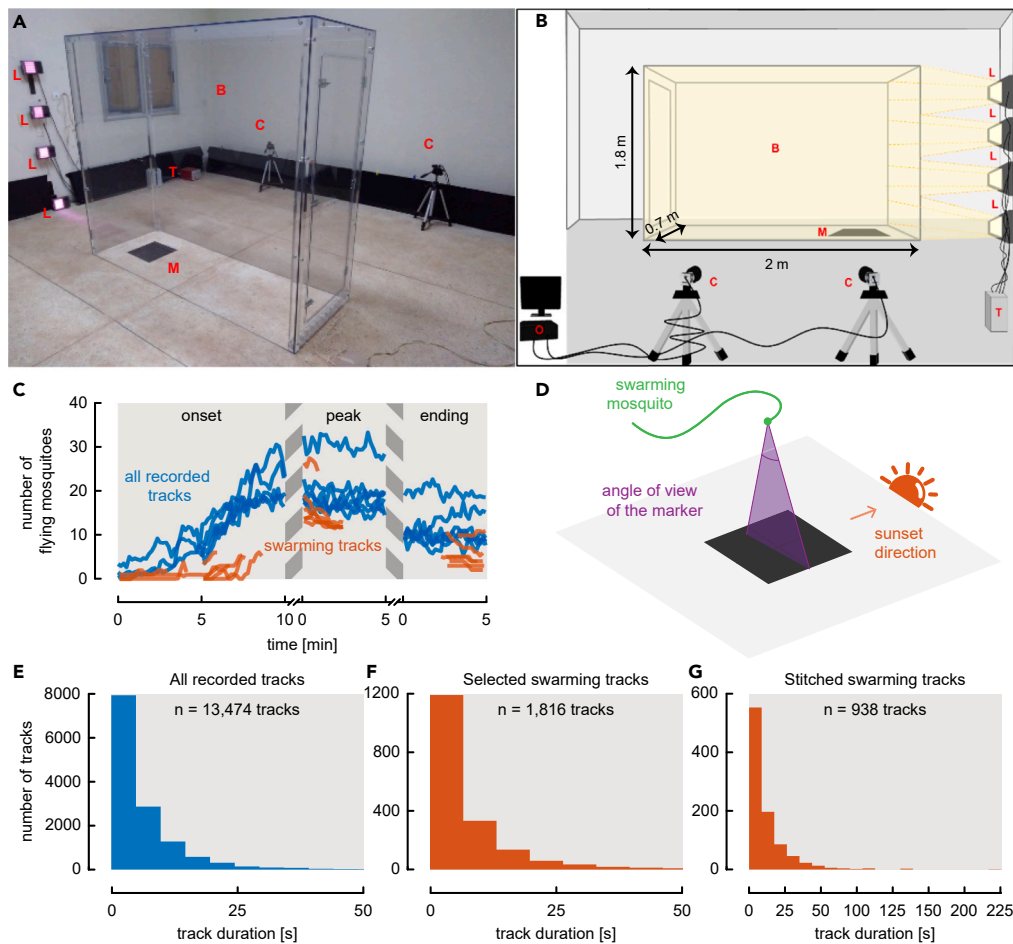 A
L
L
L
L
B
C
C
T
M
B
L
L
L
L
1.8 m
B
0.7 m
M
2 m
C
C
O
T
C
number of
flying mosquitoes
40
30
20
10
0
onset
peak
ending
all recorded
tracks
swarming tracks
0
5
10
0
5
0
5
time [min]
D
swarming
mosquito
angle of view
of the marker
sunset
direction
E
All recorded tracks
n = 13,474 tracks
number of tracks
8000
6000
4000
2000
0
0
25
50
track duration [s]
F
Selected swarming tracks
n = 1,816 tracks
1200
800
400
0
0
25
50
track duration [s]
G
Stitched swarming tracks
n = 938 tracks
600
400
200
0
0
25
50
100
125
150
200
225
track duration [s]